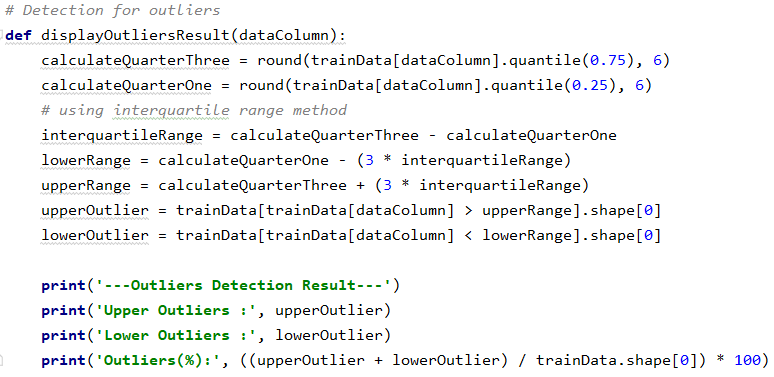 # Detection for outliers
def displayOutliersResult(dataColumn):
    calculateQuarterThree = round(trainData[dataColumn].quantile(0.75), 6)
    calculateQuarterOne = round(trainData[dataColumn].quantile(0.25), 6)
    # using interquartile range method
    interquartileRange = calculateQuarterThree - calculateQuarterOne
    lowerRange = calculateQuarterOne - (3 * interquartileRange)
    upperRange = calculateQuarterThree + (3 * interquartileRange)
    upperOutlier = trainData[trainData[dataColumn] > upperRange].shape[0]
    lowerOutlier = trainData[trainData[dataColumn] < lowerRange].shape[0]

    print('---Outliers Detection Result---')
    print('Upper Outliers :', upperOutlier)
    print('Lower Outliers :', lowerOutlier)
    print('Outliers(%):', ((upperOutlier + lowerOutlier) / trainData.shape[0]) * 100)